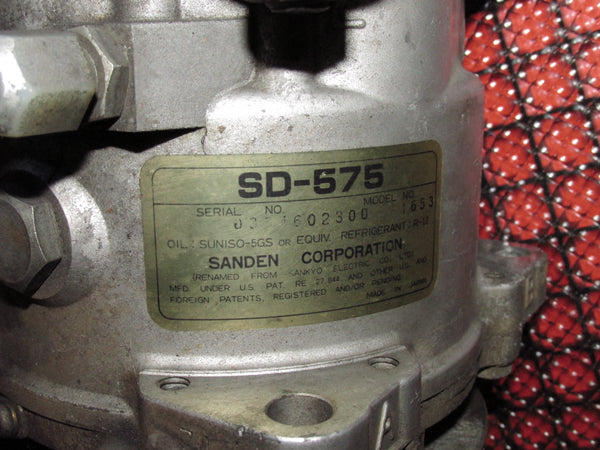 SD-575
SERIAL NO. MODEL NO.
1602300 1653
OIL: SUNISO-5GS OR EQUIV. REFRIGERANT: R-12
SANDEN CORPORATION
(RENAMED FROM SANKYO ELECTRIC CO., LTD)
MFD. UNDER U.S. PAT. RE 27,844 AND OTHER U.S. AND
FOREIGN PATENTS, REGISTERED AND/OR PENDING.
MADE IN JAPAN